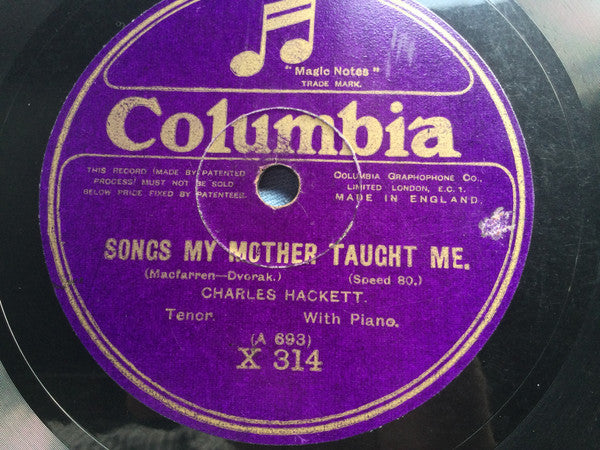 "Magic Notes"
TRADE MARK.
Columbia
THIS RECORD (MADE BY PATENTED
PROCESS) MUST NOT BE SOLD
BELOW PRICE FIXED BY PATENTEES.
COLUMBIA GRAPHOPHONE CO.,
LIMITED LONDON, E.C. 1.
MADE IN ENGLAND.
SONGS MY MOTHER TAUGHT ME.
(Macfarren—Dvorak.) (Speed 80.)
CHARLES HACKETT.
Tenor. With Piano.
(A 693)
X 314